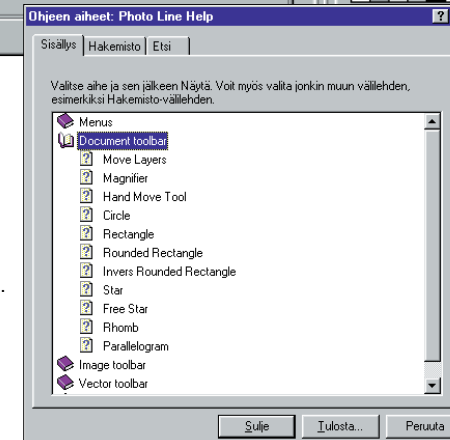 Ohjeen aiheet: Photo Line Help
Sisällys Hakemisto Etsi
Valitse aihe ja sen jälkeen Näytä. Voit myös valita jonkin muun välilehden,
esimerkiksi Hakemisto-välilehden.
Menus
Document toolbar
Move Layers
Magnifier
Hand Move Tool
Circle
Rectangle
Rounded Rectangle
Invers Rounded Rectangle
Star
Free Star
Rhomb
Parallelogram
Image toolbar
Vector toolbar
Sulje Tulosta... Peruuta